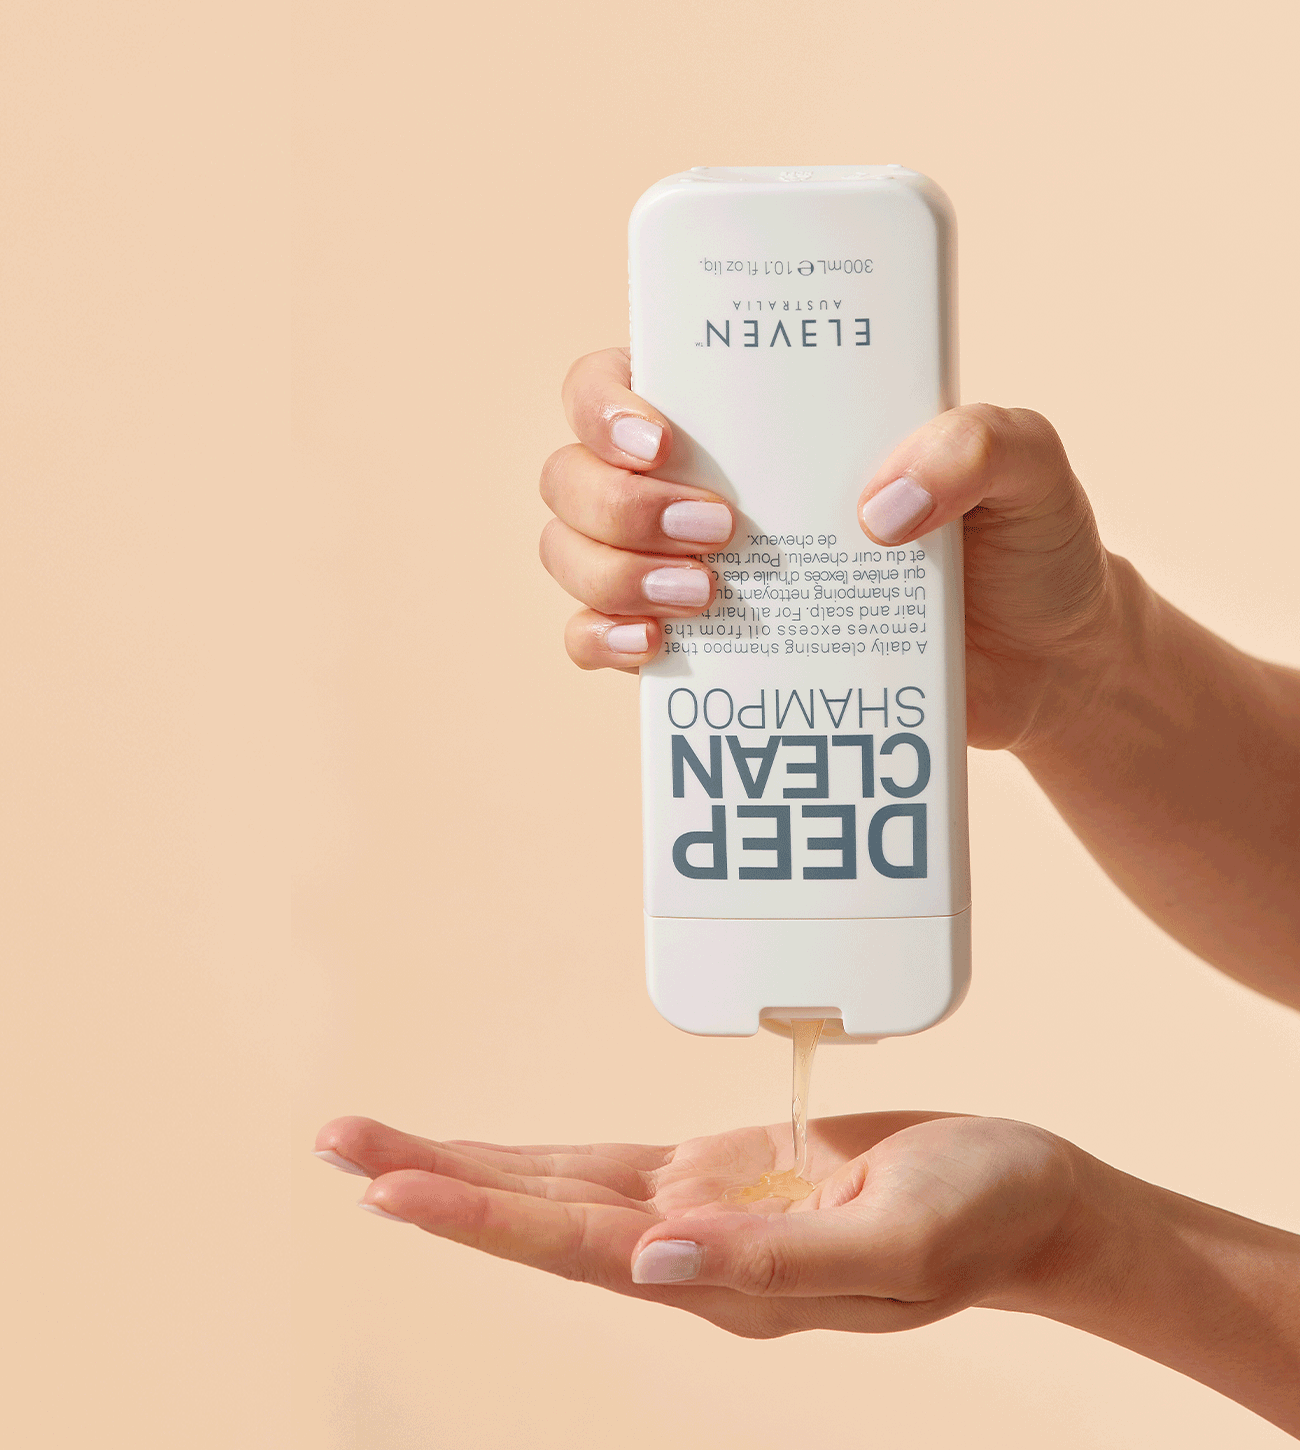 DEEP
CLEAN
SHAMPOO
A daily cleansing shampoo that
removes excess oil from the
hair and scalp. For all hair
Un shampoing nettoyant
qui enlève l'excès d'huile des
et du cuir chevelu. Pour tous
de cheveux.
ELEVEN™
AUSTRALIA
300mL℮10.1 fl oz liq.